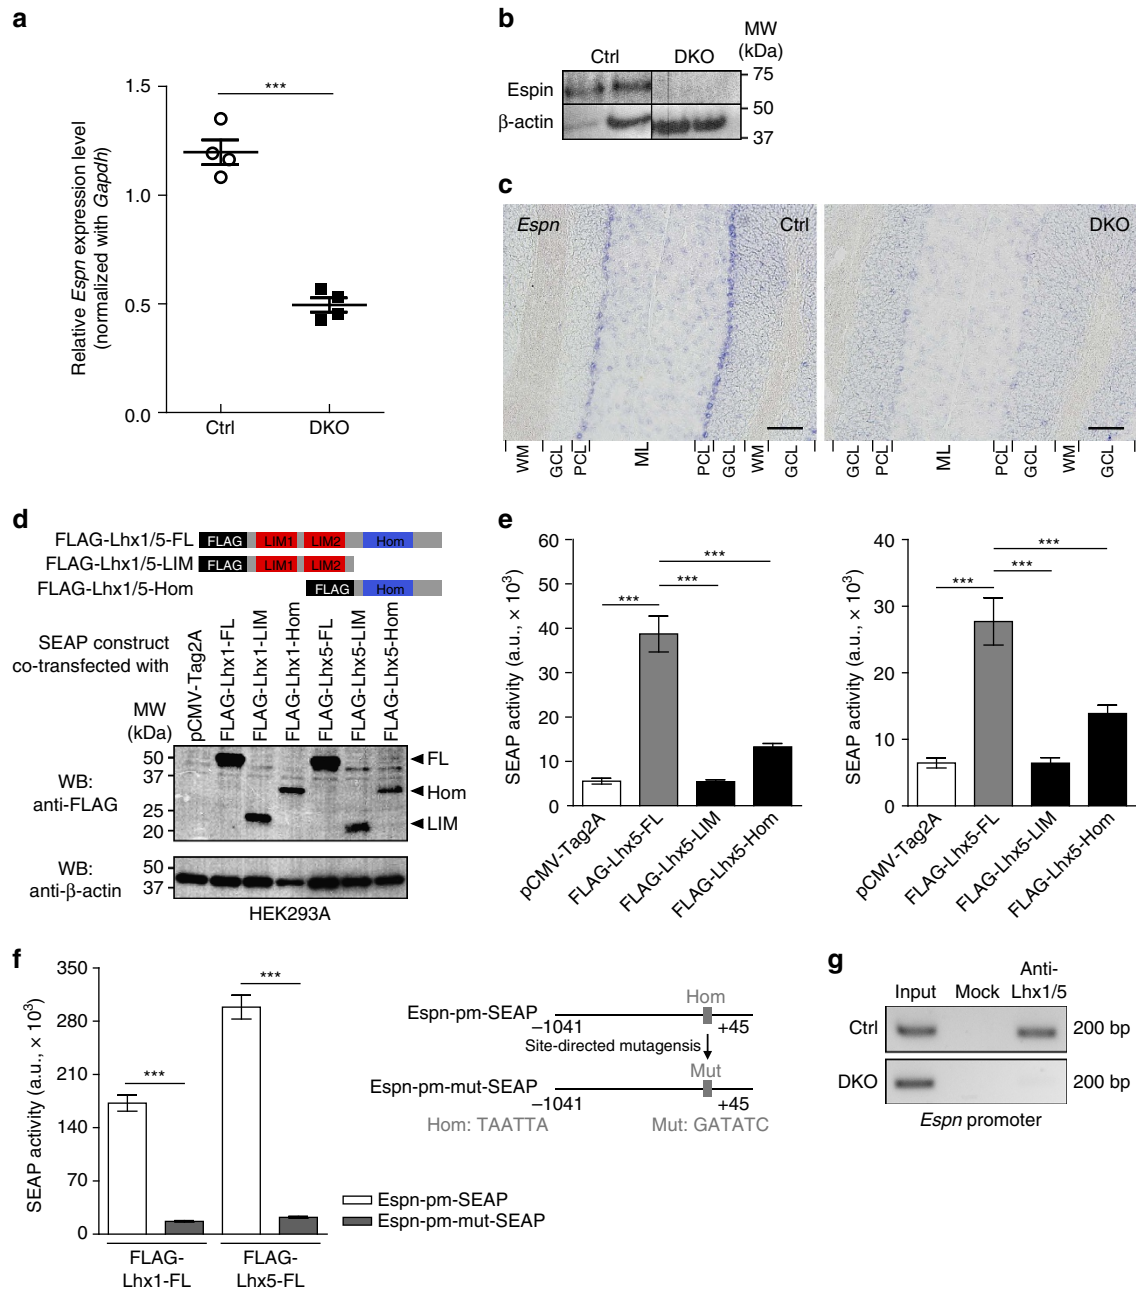 a
Relative Espn expression level
(normalized with Gapdh)
1.5
1.0
0.5
0.0
***
Ctrl
DKO
b
Ctrl
DKO
MW
(kDa)
Espin
β-actin
75
50
37
c
Espn
Ctrl
DKO
WM
GCL
PCL
ML
PCL
GCL
WM
GCL
GCL
PCL
ML
PCL
GCL
WM
GCL
d
FLAG-Lhx1/5-FL
FLAG LIM1 LIM2 Hom
FLAG-Lhx1/5-LIM
FLAG LIM1 LIM2
FLAG-Lhx1/5-Hom
FLAG Hom
SEAP construct
co-transfected with
pCMV-Tag2A
FLAG-Lhx1-FL
FLAG-Lhx1-LIM
FLAG-Lhx1-Hom
FLAG-Lhx5-FL
FLAG-Lhx5-LIM
FLAG-Lhx5-Hom
MW
(kDa)
WB:
anti-FLAG
50
37
25
20
FL
Hom
LIM
WB:
anti-β-actin
50
37
HEK293A
e
SEAP activity (a.u., × 10³)
60
50
40
30
20
10
0
***
***
***
pCMV-Tag2A
FLAG-Lhx5-FL
FLAG-Lhx5-LIM
FLAG-Lhx5-Hom
SEAP activity (a.u., × 10³)
40
30
20
10
0
***
***
***
pCMV-Tag2A
FLAG-Lhx5-FL
FLAG-Lhx5-LIM
FLAG-Lhx5-Hom
f
SEAP activity (a.u., × 10³)
350
280
210
140
70
0
***
***
FLAG-
Lhx1-FL
FLAG-
Lhx5-FL
Espn-pm-SEAP
Espn-pm-mut-SEAP
Hom
Espn-pm-SEAP
–1041
+45
Site-directed mutagensis
Mut
Espn-pm-mut-SEAP
–1041
+45
Hom: TAATTA
Mut: GATATC
g
Input
Mock
Anti-
Lhx1/5
Ctrl
200 bp
DKO
200 bp
Espn promoter